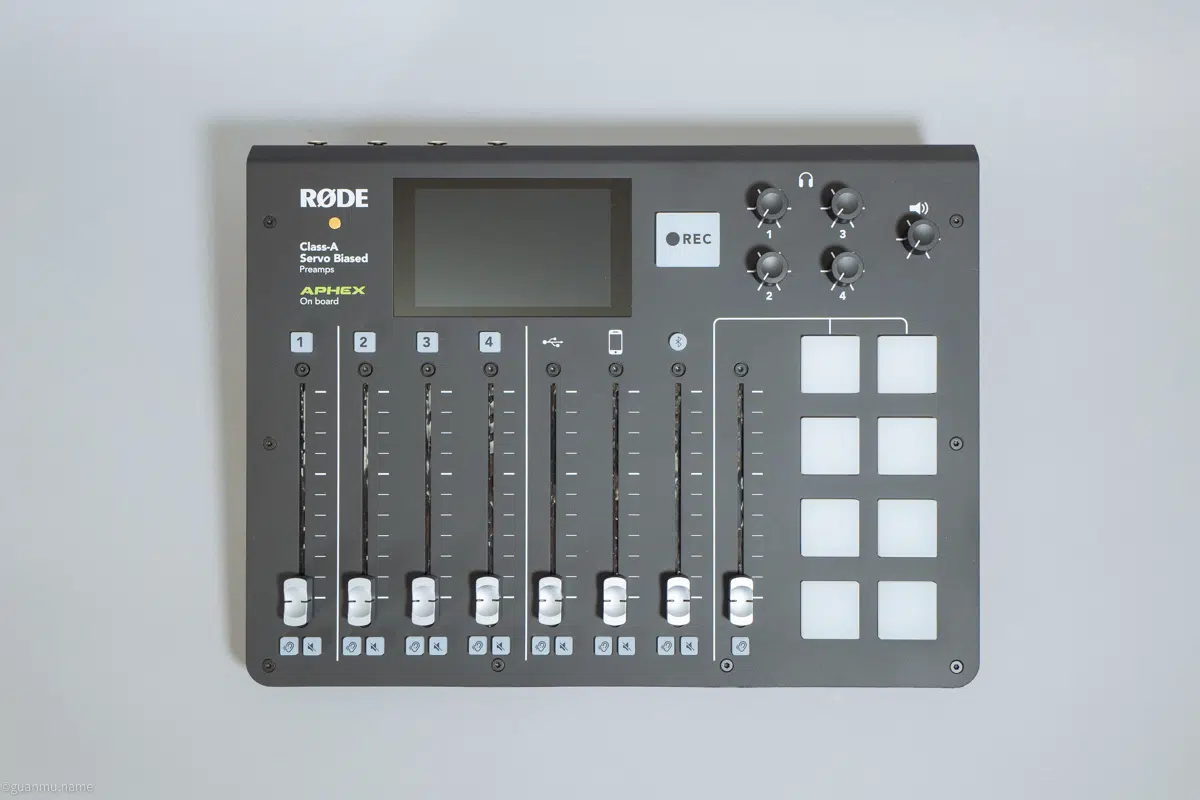 RØDE
Class-A
Servo Biased
Preamps
APHEX
On board
REC
1
3
2
4
1
2
3
4
©guanmu.name